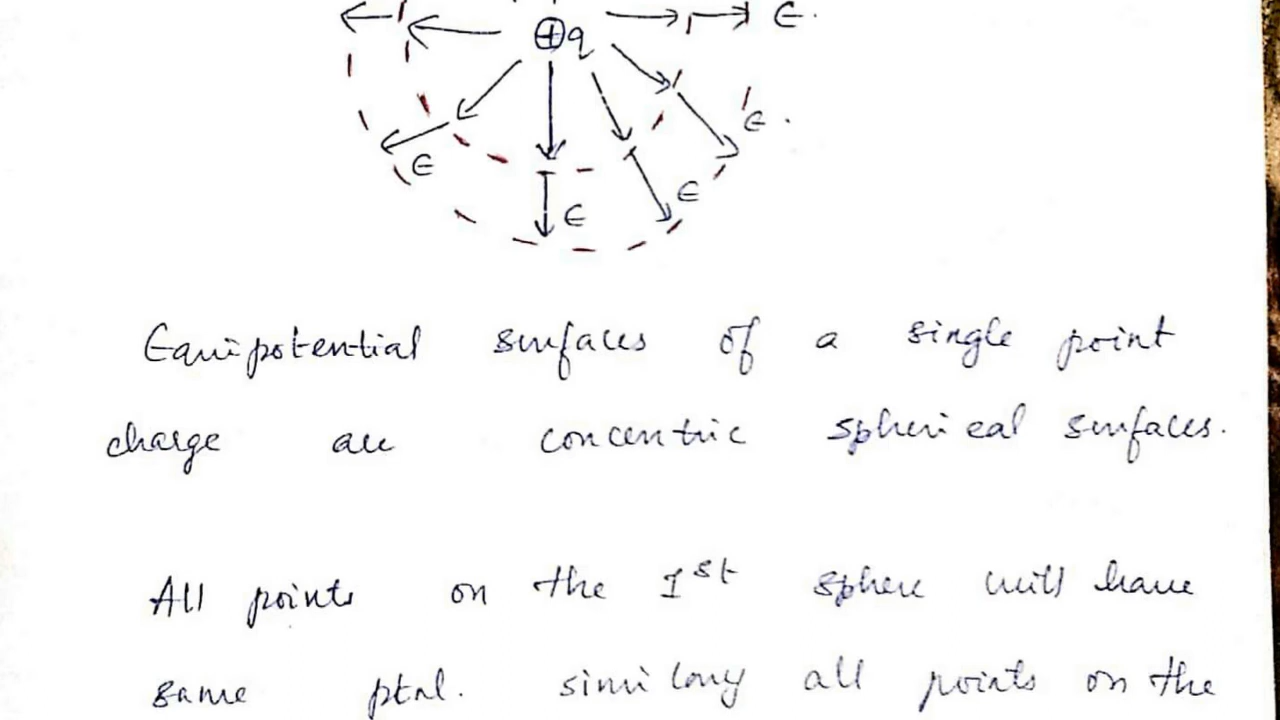 E.
⊕q
E.
E
E
E
Equipotential surfaces of a single point
charge are concentric spherical surfaces.
All points on the 1st sphere will have
same ptnl. similarly all points on the